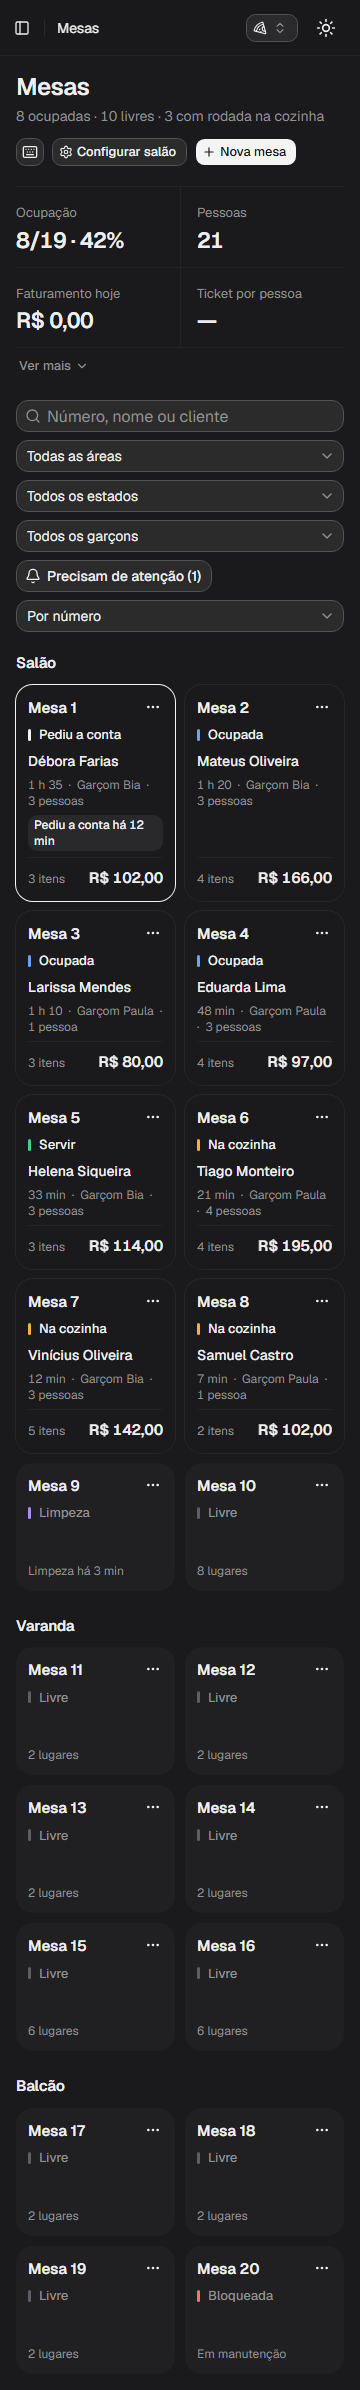 Mesas
Mesas
8 ocupadas · 10 livres · 3 com rodada na cozinha
Configurar salão
Nova mesa
Ocupação
8/19 · 42%
Pessoas
21
Faturamento hoje
R$ 0,00
Ticket por pessoa
—
Ver mais
Número, nome ou cliente
Todas as áreas
Todos os estados
Todos os garçons
Precisam de atenção (1)
Por número
Salão
Mesa 1
Pediu a conta
Débora Farias
1 h 35 · Garçom Bia ·
3 pessoas
Pediu a conta há 12
min
3 itens R$ 102,00
Mesa 2
Ocupada
Mateus Oliveira
1 h 20 · Garçom Bia ·
3 pessoas
4 itens R$ 166,00
Mesa 3
Ocupada
Larissa Mendes
1 h 10 · Garçom Paula ·
1 pessoa
3 itens R$ 80,00
Mesa 4
Ocupada
Eduarda Lima
48 min · Garçom Paula
· 3 pessoas
4 itens R$ 97,00
Mesa 5
Servir
Helena Siqueira
33 min · Garçom Bia ·
3 pessoas
3 itens R$ 114,00
Mesa 6
Na cozinha
Tiago Monteiro
21 min · Garçom Paula
· 4 pessoas
4 itens R$ 195,00
Mesa 7
Na cozinha
Vinícius Oliveira
12 min · Garçom Bia ·
3 pessoas
5 itens R$ 142,00
Mesa 8
Na cozinha
Samuel Castro
7 min · Garçom Paula ·
1 pessoa
2 itens R$ 102,00
Mesa 9
Limpeza
Limpeza há 3 min
Mesa 10
Livre
8 lugares
Varanda
Mesa 11
Livre
2 lugares
Mesa 12
Livre
2 lugares
Mesa 13
Livre
2 lugares
Mesa 14
Livre
2 lugares
Mesa 15
Livre
6 lugares
Mesa 16
Livre
6 lugares
Balcão
Mesa 17
Livre
2 lugares
Mesa 18
Livre
2 lugares
Mesa 19
Livre
2 lugares
Mesa 20
Bloqueada
Em manutenção